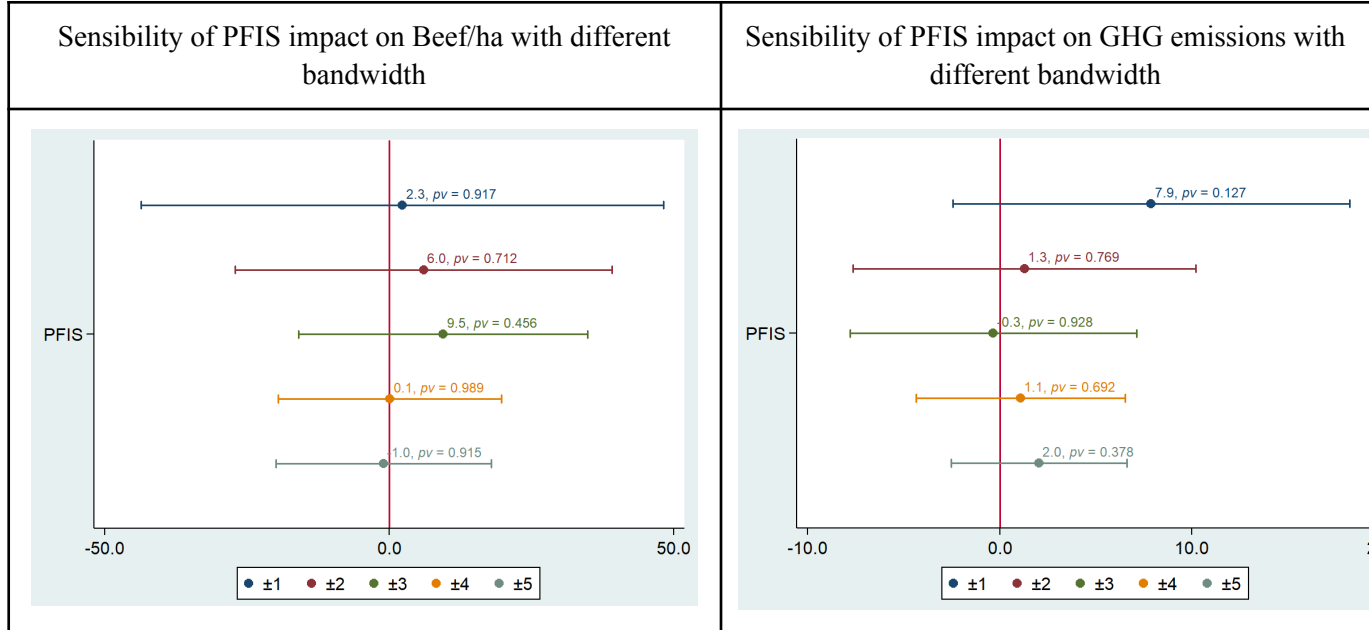 Sensibility of PFIS impact on Beef/ha with different
bandwidth
Sensibility of PFIS impact on GHG emissions with
different bandwidth
2.3, pv = 0.917
6.0, pv = 0.712
9.5, pv = 0.456
0.1, pv = 0.989
-1.0, pv = 0.915
PFIS
-50.0 0.0 50.0
±1 ±2 ±3 ±4 ±5
7.9, pv = 0.127
1.3, pv = 0.769
-0.3, pv = 0.928
1.1, pv = 0.692
2.0, pv = 0.378
PFIS
-10.0 0.0 10.0
±1 ±2 ±3 ±4 ±5